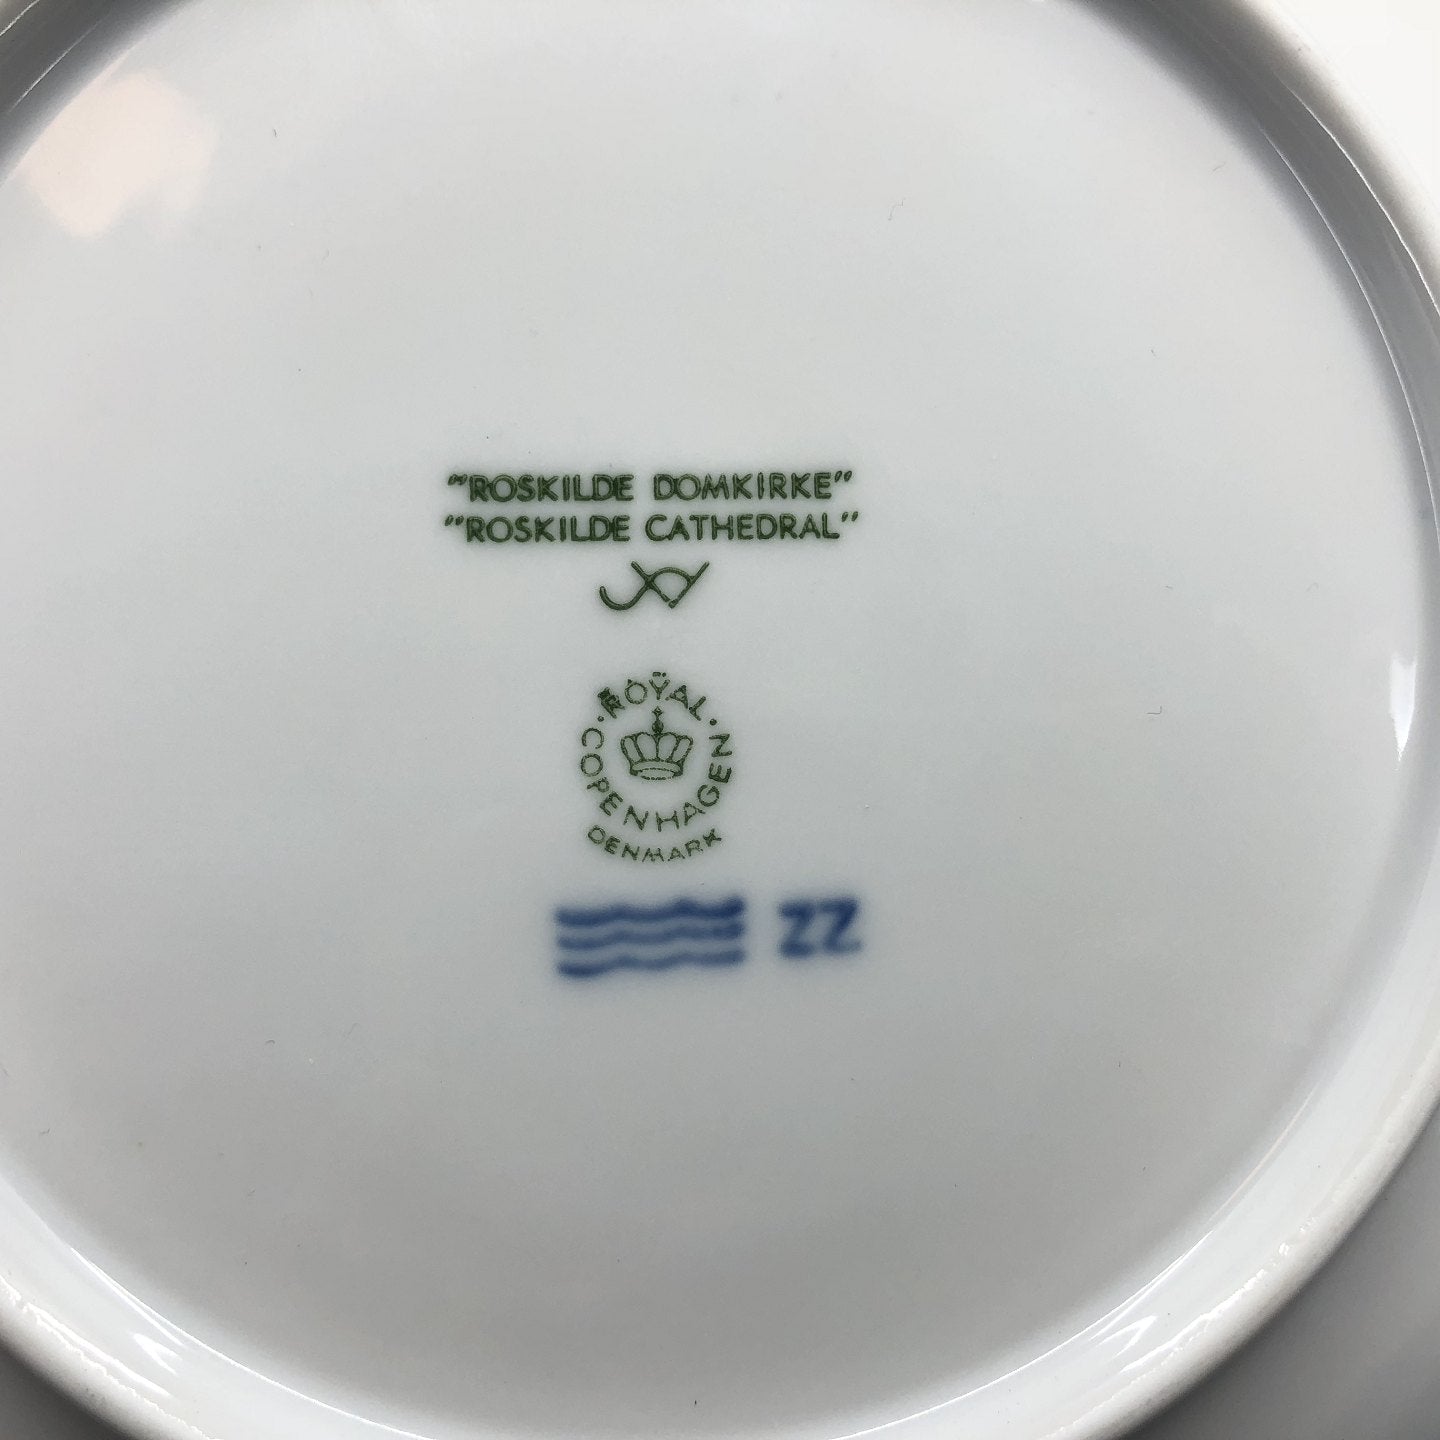 "ROSKILDE DOMKIRKE"
"ROSKILDE CATHEDRAL"
ROYAL
COPENHAGEN
DENMARK
ZZ